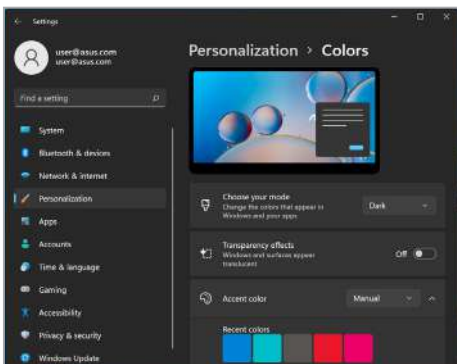 Settings
user@asus.com
user@asus.com
Find a setting
System
Bluetooth & devices
Network & internet
Personalization
Apps
Accounts
Time & language
Gaming
Accessibility
Privacy & security
Windows Update
Personalization > Colors
Choose your mode
Change the colors that appear in
Windows and your apps
Dark
Transparency effects
Windows and surfaces appear
translucent
Off
Accent color
Manual
Recent colors